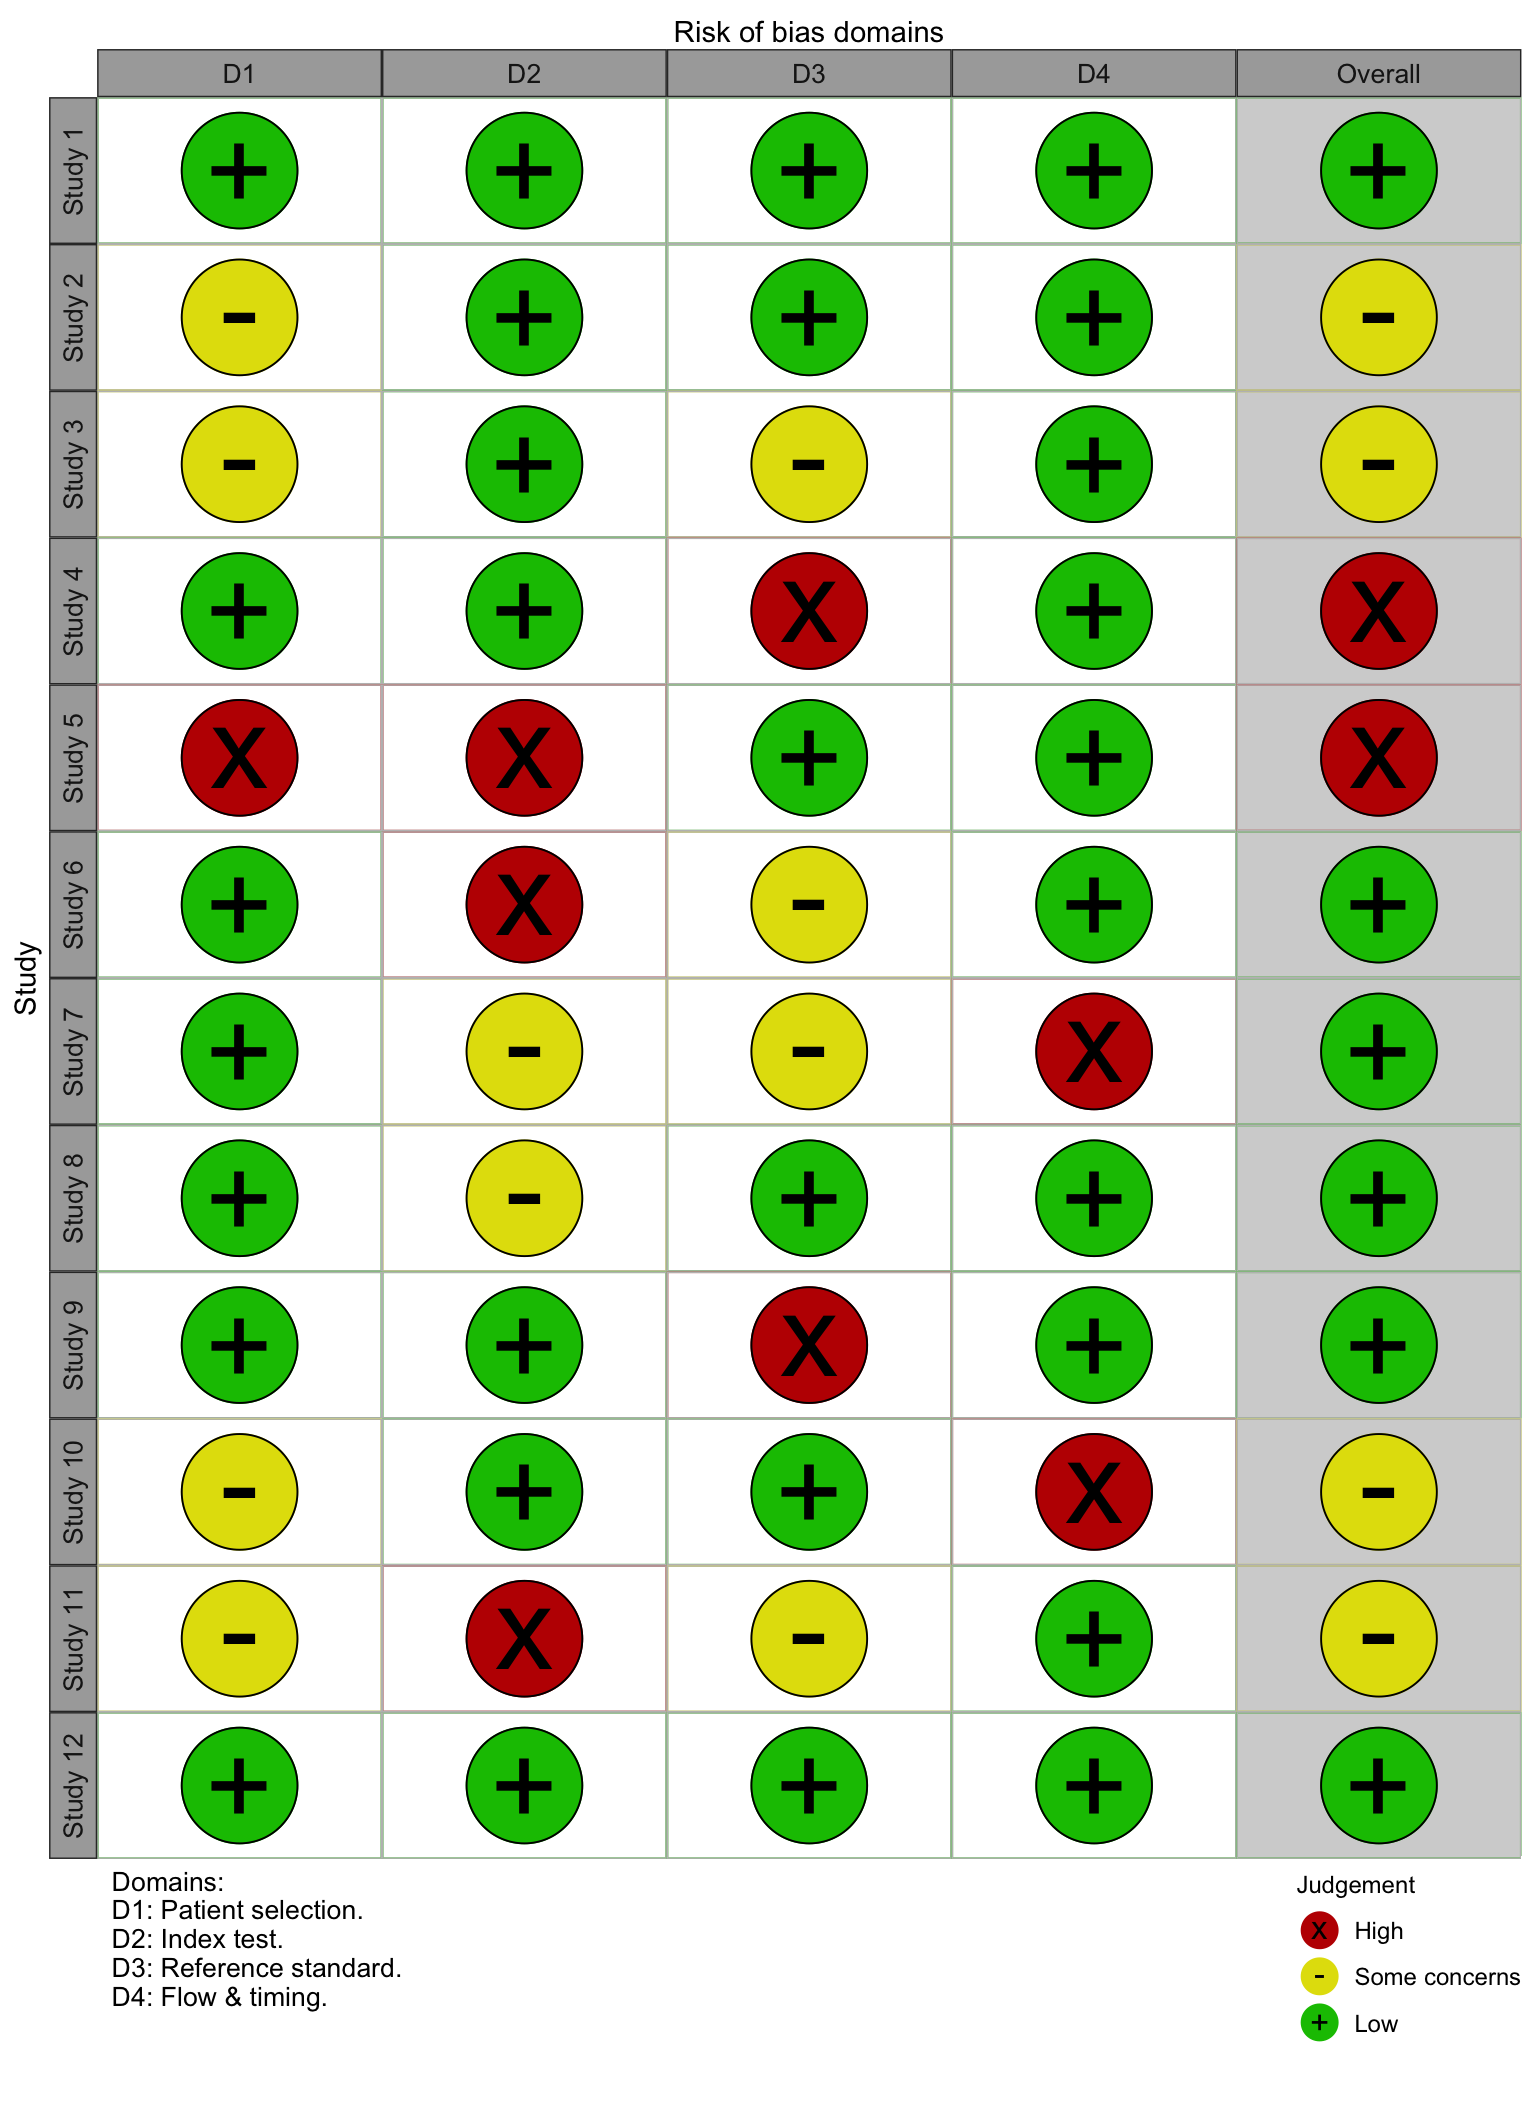 Risk of bias domains
D1 D2 D3 D4 Overall
Study
Study 1 + + + + +
Study 2 - + + + -
Study 3 - + - + -
Study 4 + + X + X
Study 5 X X + + X
Study 6 + X - + +
Study 7 + - - X +
Study 8 + - + + +
Study 9 + + X + +
Study 10 - + + X -
Study 11 - X - + -
Study 12 + + + + +
Domains:
D1: Patient selection.
D2: Index test.
D3: Reference standard.
D4: Flow & timing.
Judgement
X High
- Some concerns
+ Low